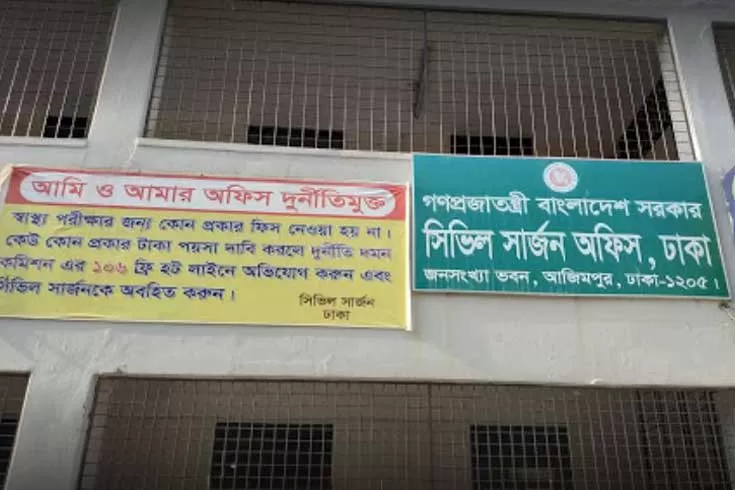 আমি ও আমার অফিস দুর্নীতিমুক্ত
স্বাস্থ্য পরীক্ষার জন্য কোন প্রকার ফিস নেওয়া হয় না।
কেউ কোন প্রকার টাকা পয়সা দাবি করলে দুর্নীতি দমন
কমিশন এর ১০৬ ফ্রি হট লাইনে অভিযোগ করুন এবং
সিভিল সার্জনকে অবহিত করুন।
সিভিল সার্জন
ঢাকা
গণপ্রজাতন্ত্রী বাংলাদেশ সরকার
সিভিল সার্জন অফিস, ঢাকা
জনসংখ্যা ভবন, আজিমপুর, ঢাকা-১২০৫।